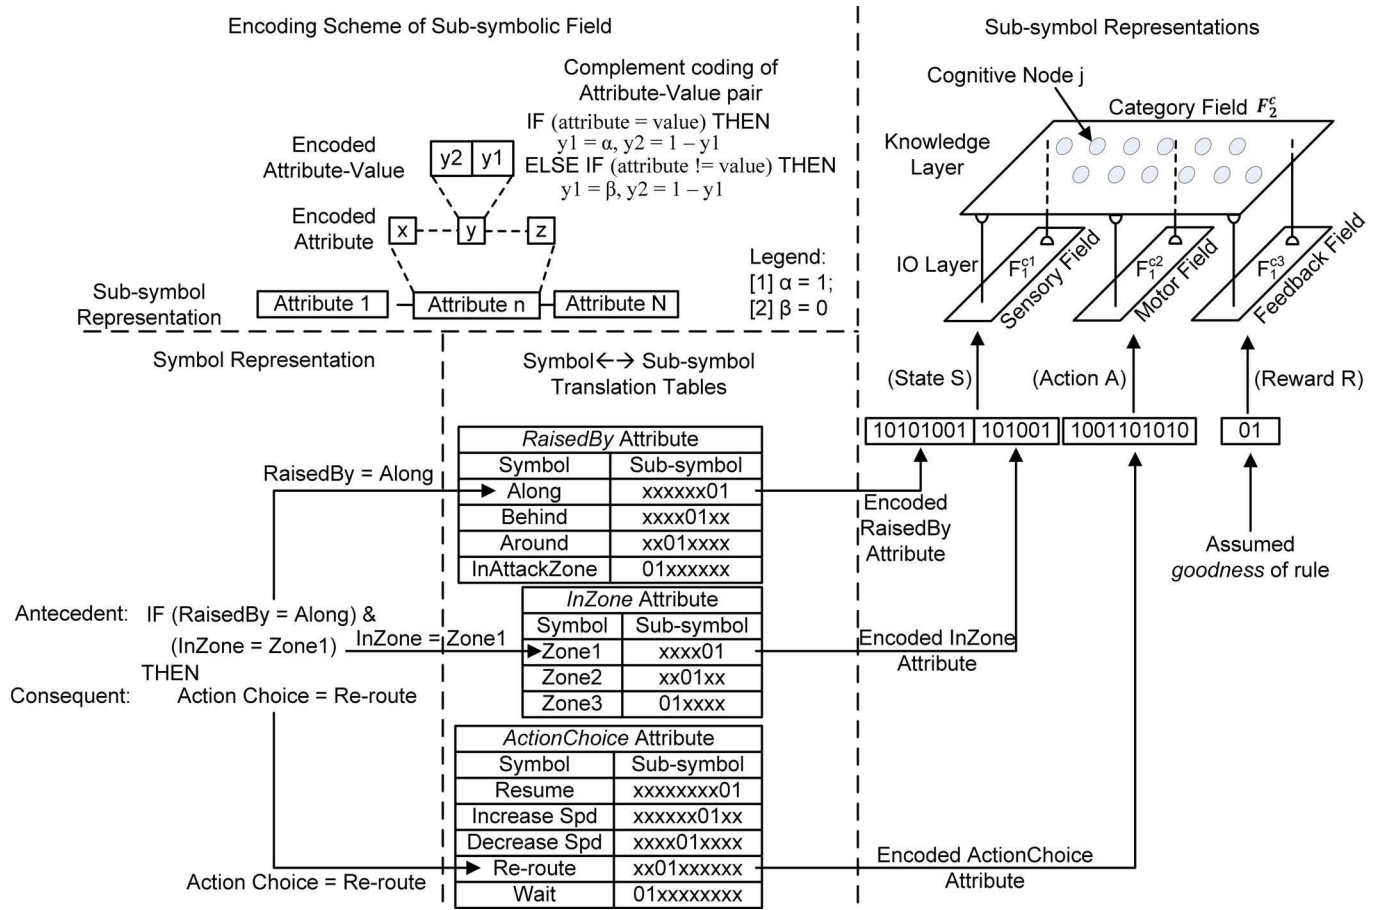 Encoding Scheme of Sub-symbolic Field
Complement coding of
Attribute-Value pair
IF (attribute = value) THEN
y1 = α, y2 = 1 – y1
ELSE IF (attribute != value) THEN
y1 = β, y2 = 1 – y1
Encoded
Attribute-Value
y2 y1
Encoded
Attribute
x y z
Legend:
[1] α = 1;
[2] β = 0
Sub-symbol
Representation
Attribute 1 Attribute n Attribute N
Sub-symbol Representations
Cognitive Node j
Category Field F₂ᶜ
Knowledge
Layer
IO Layer
F₁ᶜ¹ Sensory Field
F₁ᶜ² Motor Field
F₁ᶜ³ Feedback Field
(State S) (Action A) (Reward R)
10101001 101001 1001101010 01
Encoded
RaisedBy
Attribute
Assumed
goodness of rule
Encoded InZone
Attribute
Encoded ActionChoice
Attribute
Symbol Representation
Symbol←→ Sub-symbol
Translation Tables
RaisedBy = Along
RaisedBy Attribute
Symbol Sub-symbol
Along xxxxxx01
Behind xxxx01xx
Around xx01xxxx
InAttackZone 01xxxxxx
Antecedent: IF (RaisedBy = Along) &
(InZone = Zone1)
THEN
Consequent: Action Choice = Re-route
InZone = Zone1
InZone Attribute
Symbol Sub-symbol
Zone1 xxxx01
Zone2 xx01xx
Zone3 01xxxx
Action Choice = Re-route
ActionChoice Attribute
Symbol Sub-symbol
Resume xxxxxxxx01
Increase Spd xxxxxx01xx
Decrease Spd xxxx01xxxx
Re-route xx01xxxxxx
Wait 01xxxxxxxx